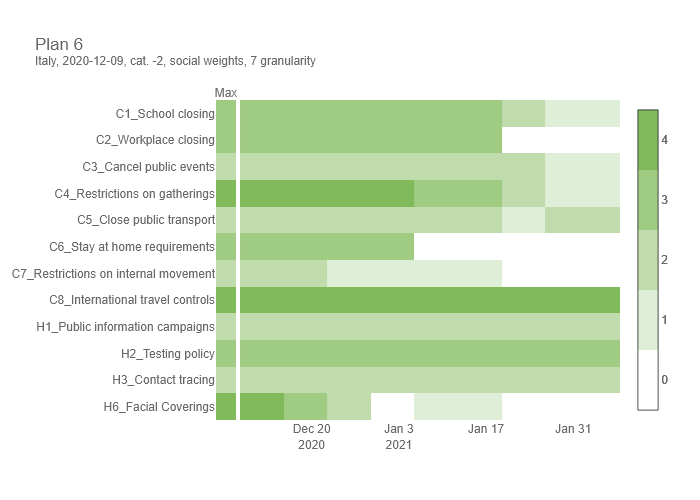 Plan 6
Italy, 2020-12-09, cat. -2, social weights, 7 granularity
Max
C1_School closing
C2_Workplace closing
C3_Cancel public events
C4_Restrictions on gatherings
C5_Close public transport
C6_Stay at home requirements
C7_Restrictions on internal movement
C8_International travel controls
H1_Public information campaigns
H2_Testing policy
H3_Contact tracing
H6_Facial Coverings
Dec 20 Jan 3 Jan 17 Jan 31
2020 2021
4
3
2
1
0